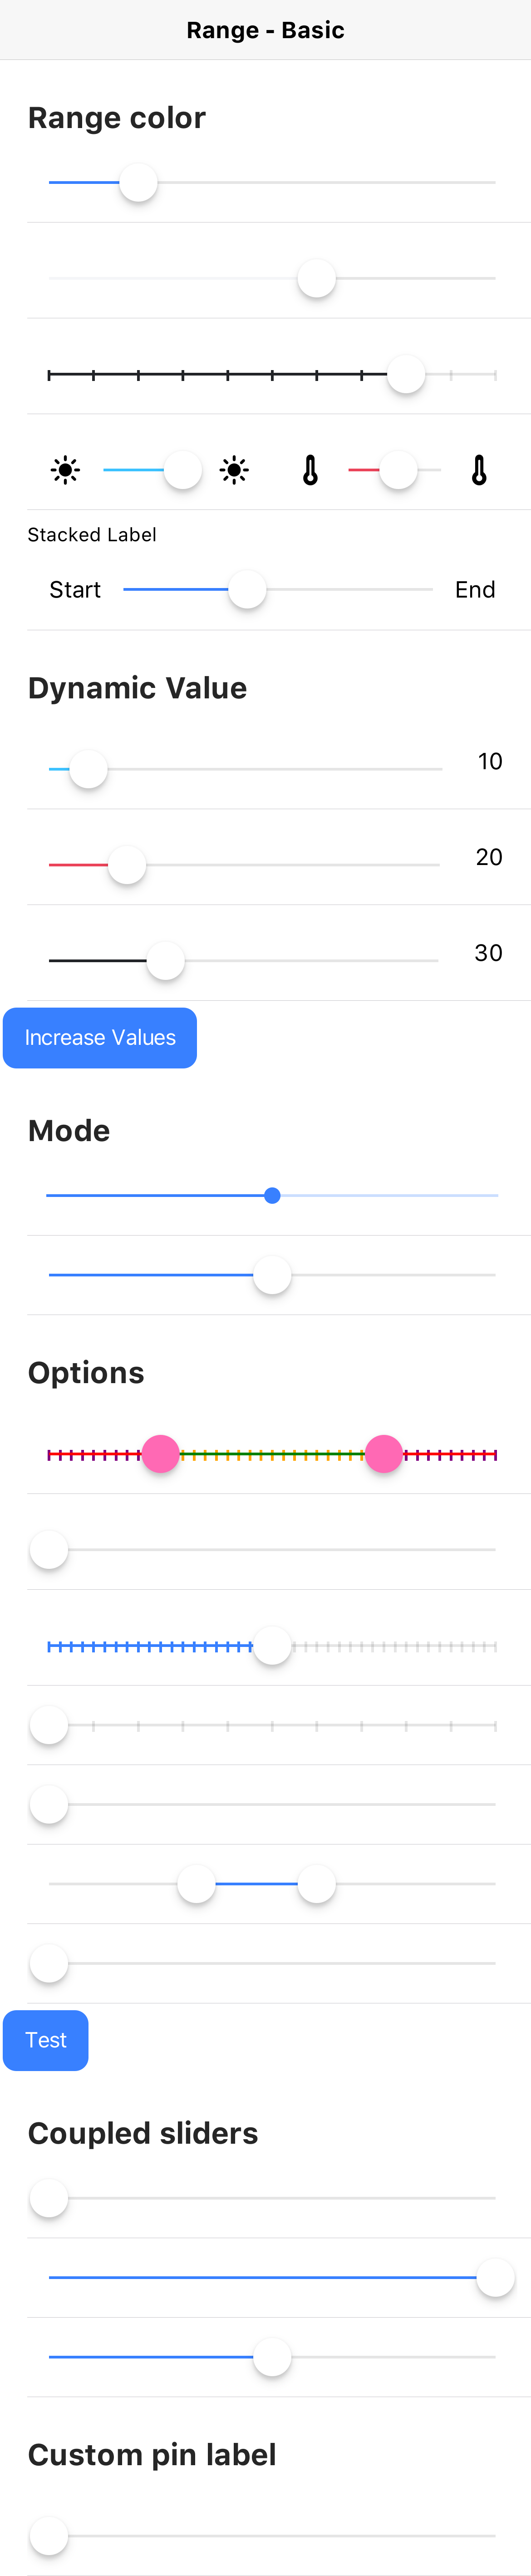 Range - Basic
Range color
Stacked Label
Start End
Dynamic Value
10
20
30
Increase Values
Mode
Options
Test
Coupled sliders
Custom pin label